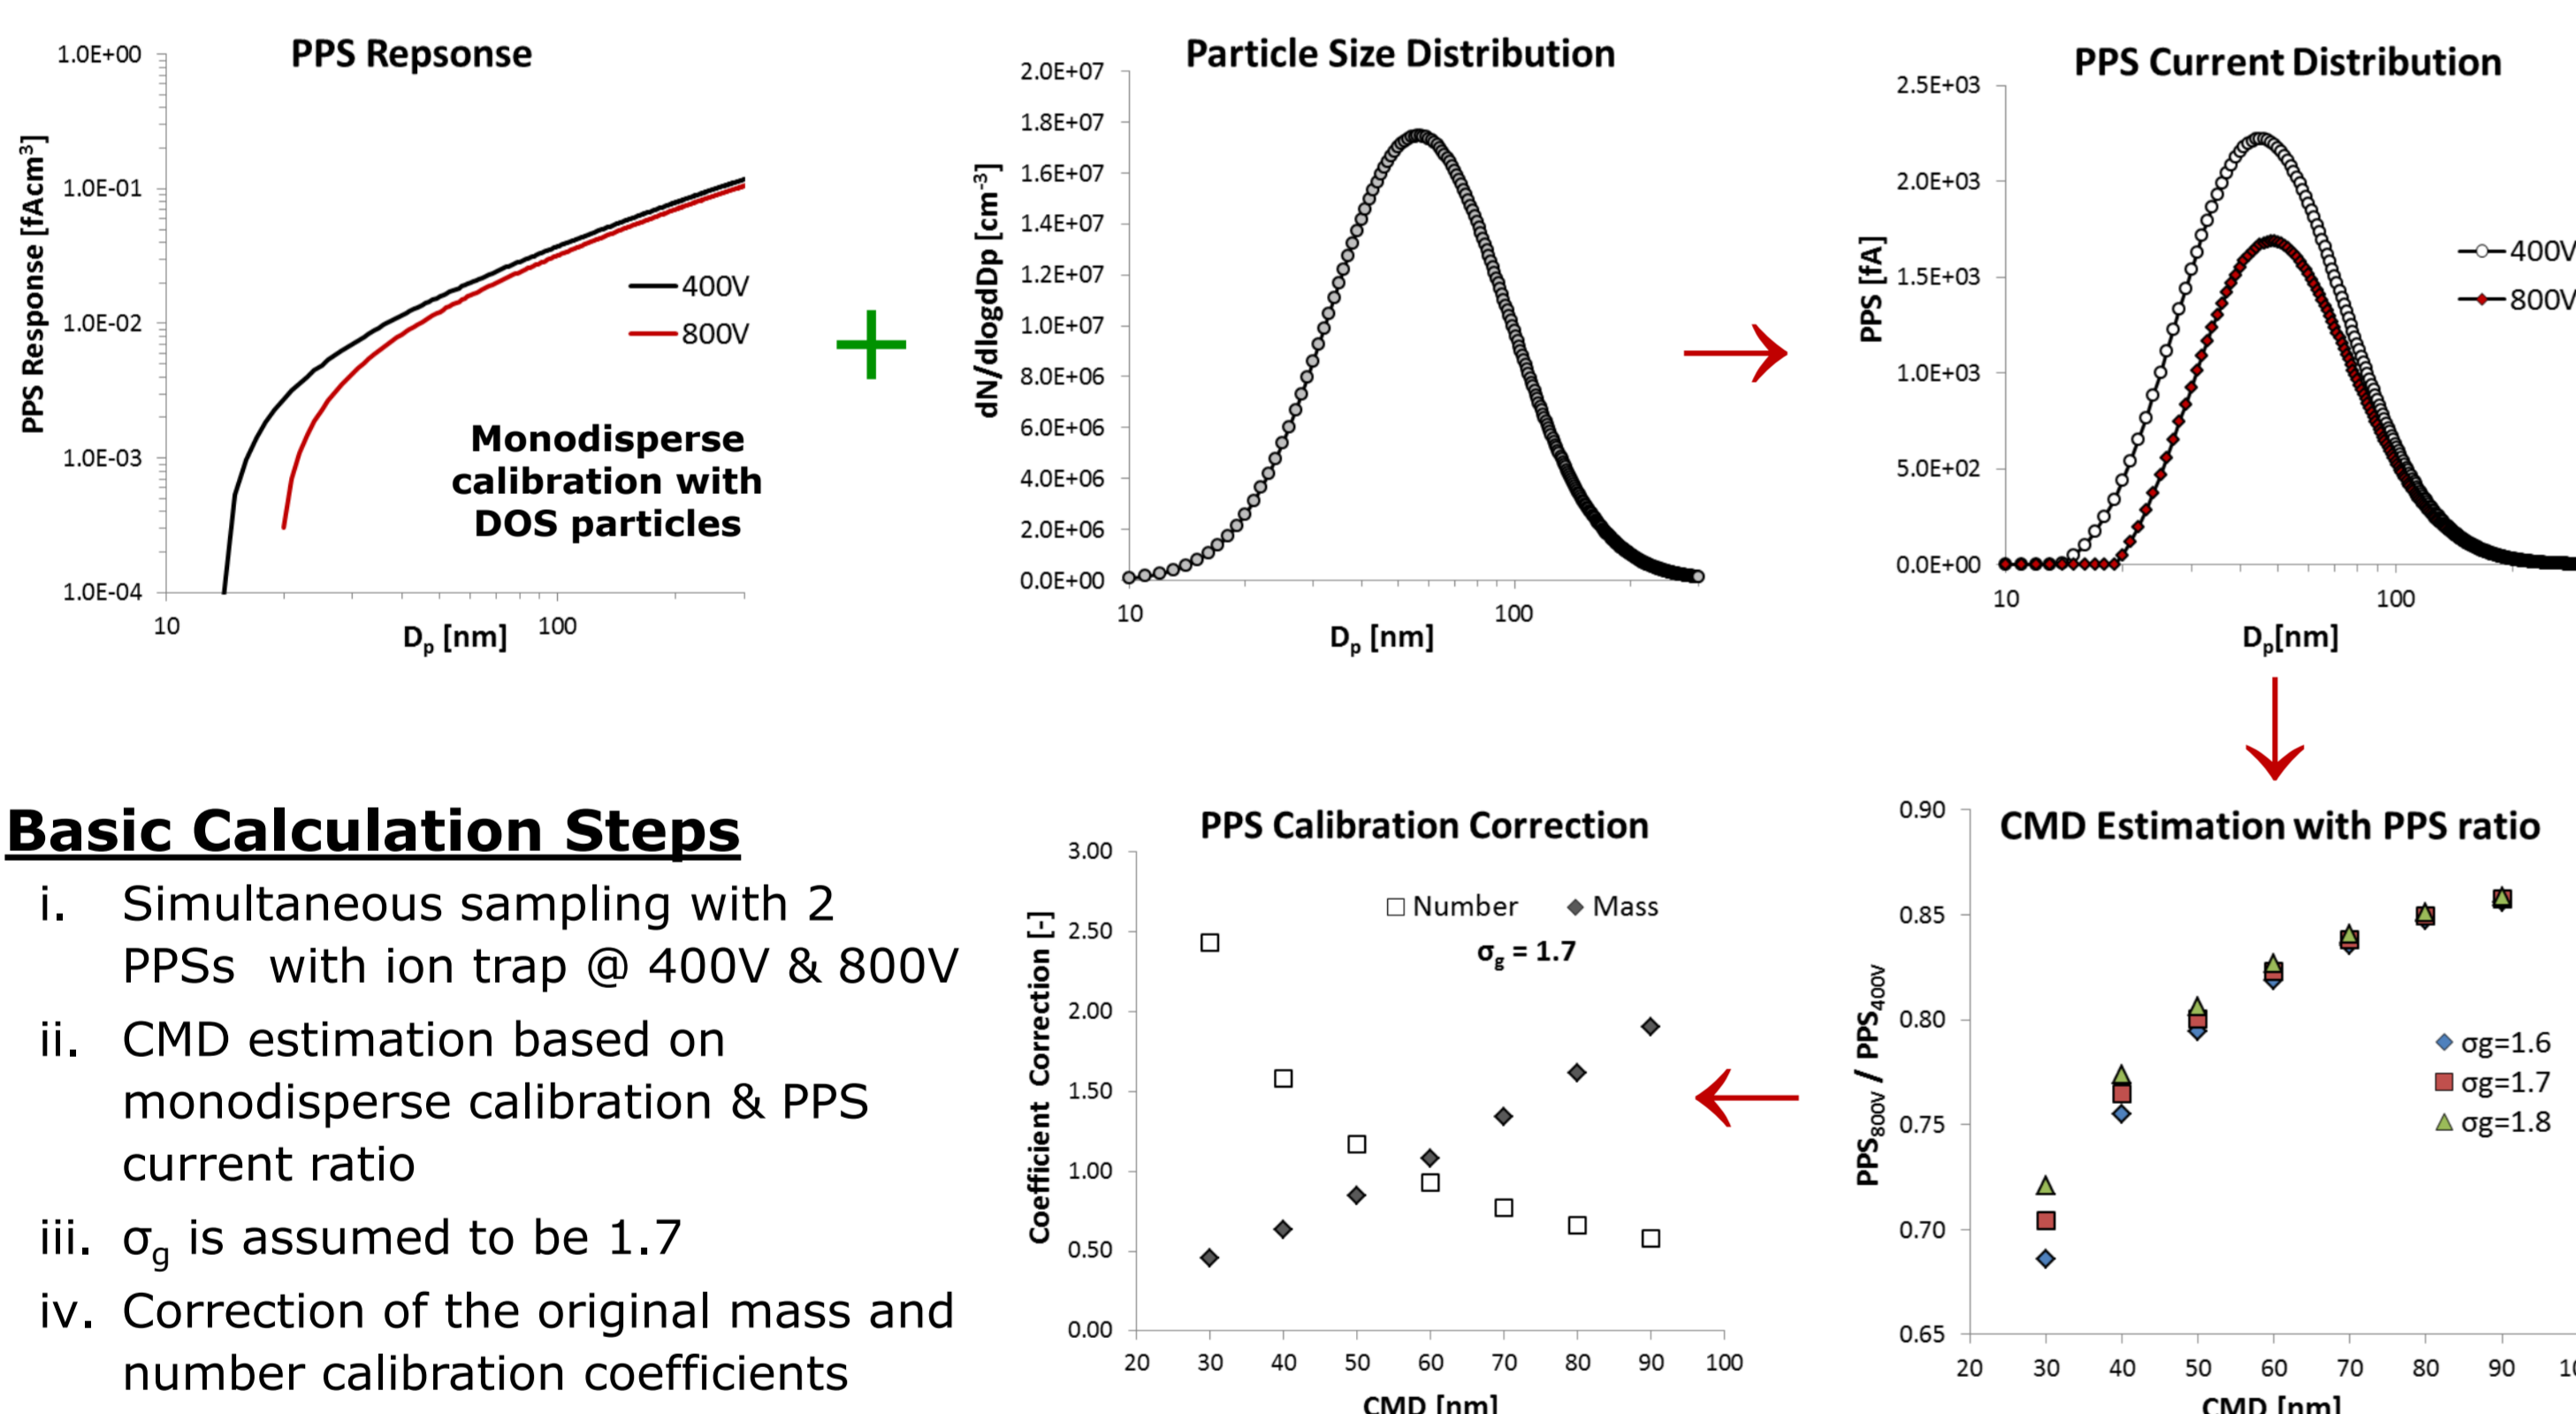 PPS Repsonse
1.0E+00
1.0E-01
1.0E-02
1.0E-03
1.0E-04
PPS Response [fAcm³]
400V
800V
Monodisperse
calibration with
DOS particles
10
100
Dₚ [nm]
+
Particle Size Distribution
2.0E+07
1.8E+07
1.6E+07
1.4E+07
1.2E+07
1.0E+07
8.0E+06
6.0E+06
4.0E+06
2.0E+06
0.0E+00
dN/dlogdDp [cm⁻³]
10
100
Dₚ [nm]
PPS Current Distribution
2.5E+03
2.0E+03
1.5E+03
1.0E+03
5.0E+02
0.0E+00
PPS [fA]
400V
800V
10
100
Dₚ[nm]
Basic Calculation Steps
i. Simultaneous sampling with 2
PPSs with ion trap @ 400V & 800V
ii. CMD estimation based on
monodisperse calibration & PPS
current ratio
iii. σg is assumed to be 1.7
iv. Correction of the original mass and
number calibration coefficients
PPS Calibration Correction
3.00
2.50
2.00
1.50
1.00
0.50
0.00
Coefficient Correction [-]
Number
Mass
σg = 1.7
20 30 40 50 60 70 80 90 100
CMD [nm]
CMD Estimation with PPS ratio
0.90
0.85
0.80
0.75
0.70
0.65
PPS800V / PPS400V
σg=1.6
σg=1.7
σg=1.8
20 30 40 50 60 70 80 90
CMD [nm]